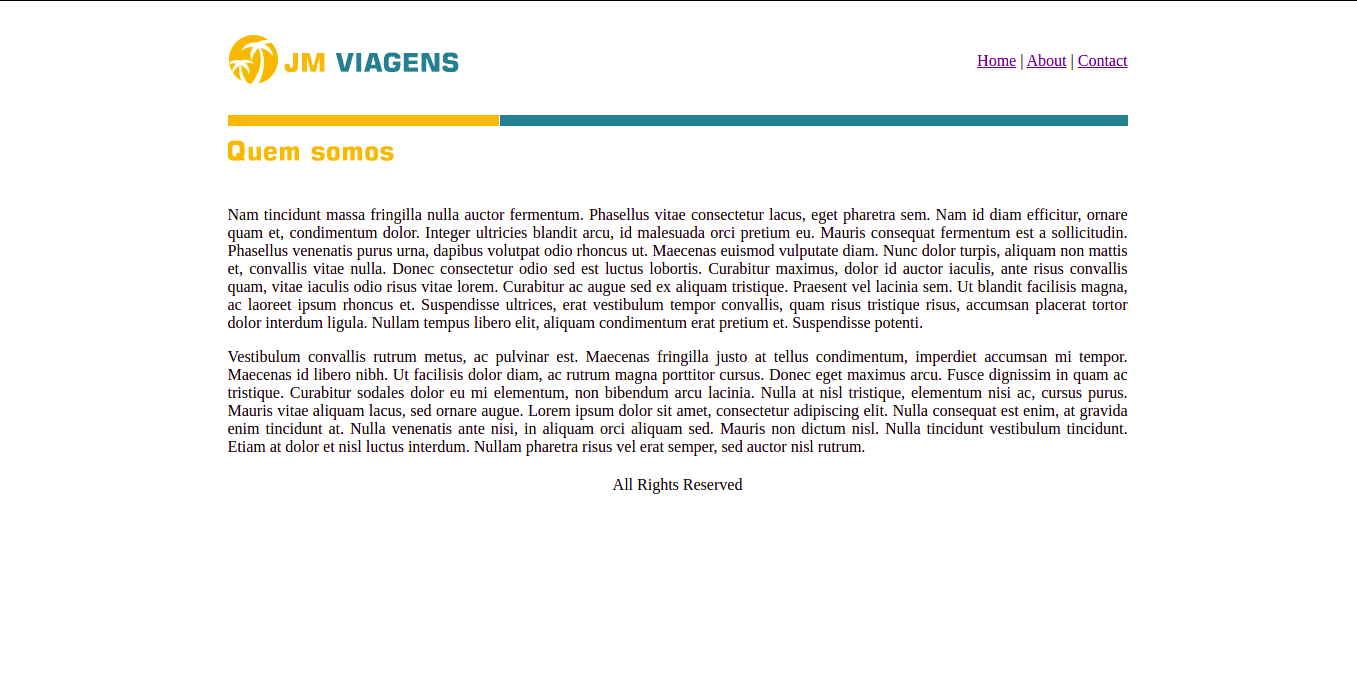 JM VIAGENS
Home | About | Contact
Quem somos
Nam tincidunt massa fringilla nulla auctor fermentum. Phasellus vitae consectetur lacus, eget pharetra sem. Nam id diam efficitur, ornare
quam et, condimentum dolor. Integer ultricies blandit arcu, id malesuada orci pretium eu. Mauris consequat fermentum est a sollicitudin.
Phasellus venenatis purus urna, dapibus volutpat odio rhoncus ut. Maecenas euismod vulputate diam. Nunc dolor turpis, aliquam non mattis
et, convallis vitae nulla. Donec consectetur odio sed est luctus lobortis. Curabitur maximus, dolor id auctor iaculis, ante risus convallis
quam, vitae iaculis odio risus vitae lorem. Curabitur ac augue sed ex aliquam tristique. Praesent vel lacinia sem. Ut blandit facilisis magna,
ac laoreet ipsum rhoncus et. Suspendisse ultrices, erat vestibulum tempor convallis, quam risus tristique risus, accumsan placerat tortor
dolor interdum ligula. Nullam tempus libero elit, aliquam condimentum erat pretium et. Suspendisse potenti.
Vestibulum convallis rutrum metus, ac pulvinar est. Maecenas fringilla justo at tellus condimentum, imperdiet accumsan mi tempor.
Maecenas id libero nibh. Ut facilisis dolor diam, ac rutrum magna porttitor cursus. Donec eget maximus arcu. Fusce dignissim in quam ac
tristique. Curabitur sodales dolor eu mi elementum, non bibendum arcu lacinia. Nulla at nisl tristique, elementum nisi ac, cursus purus.
Mauris vitae aliquam lacus, sed ornare augue. Lorem ipsum dolor sit amet, consectetur adipiscing elit. Nulla consequat est enim, at gravida
enim tincidunt at. Nulla venenatis ante nisi, in aliquam orci aliquam sed. Mauris non dictum nisl. Nulla tincidunt vestibulum tincidunt.
Etiam at dolor et nisl luctus interdum. Nullam pharetra risus vel erat semper, sed auctor nisl rutrum.
All Rights Reserved